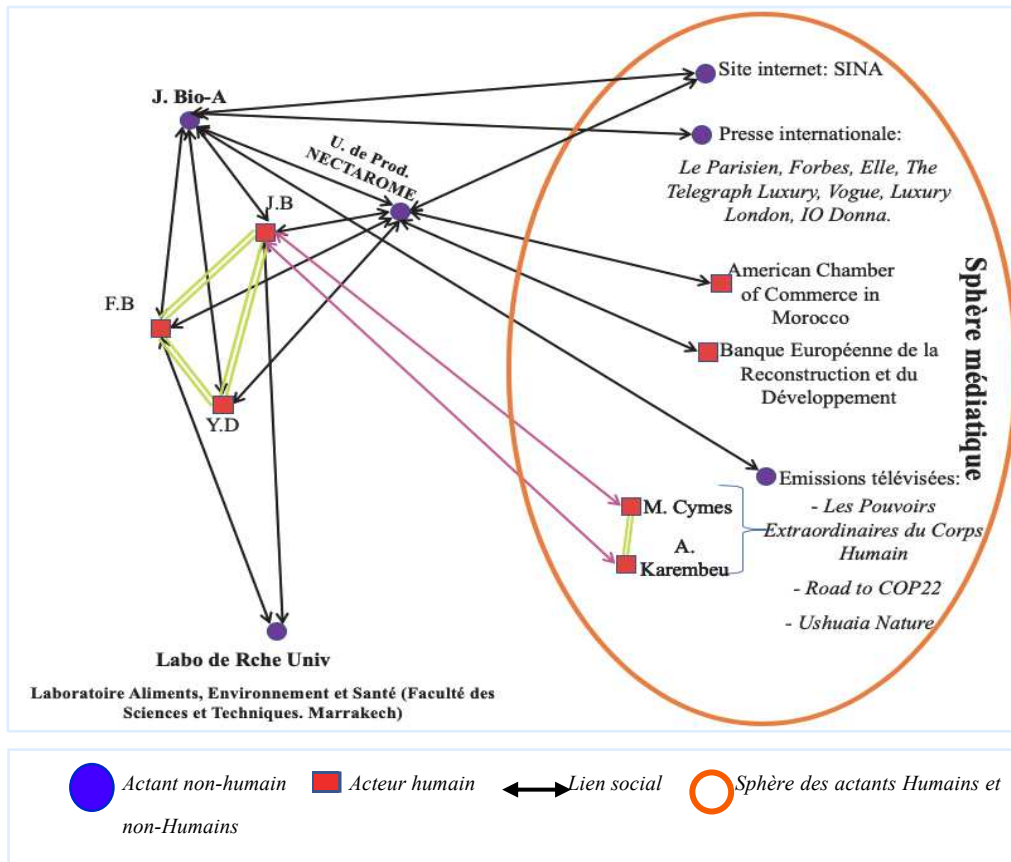 J. Bio-A
U. de Prod.
NECTAROME
J.B
F.B
Y.D
Labo de Rche Univ
Laboratoire Aliments, Environnement et Santé (Faculté des
Sciences et Techniques. Marrakech)
Site internet: SINA
Presse internationale:
Le Parisien, Forbes, Elle, The
Telegraph Luxury, Vogue, Luxury
London, IO Donna.
American Chamber
of Commerce in
Morocco
Banque Européenne de la
Reconstruction et du
Développement
Sphère médiatique
Emissions télévisées:
- Les Pouvoirs
Extraordinaires du Corps
Humain
- Road to COP22
- Ushuaia Nature
M. Cymes
A.
Karembeu
Actant non-humain
Acteur humain
Lien social
Sphère des actants Humains et
non-Humains